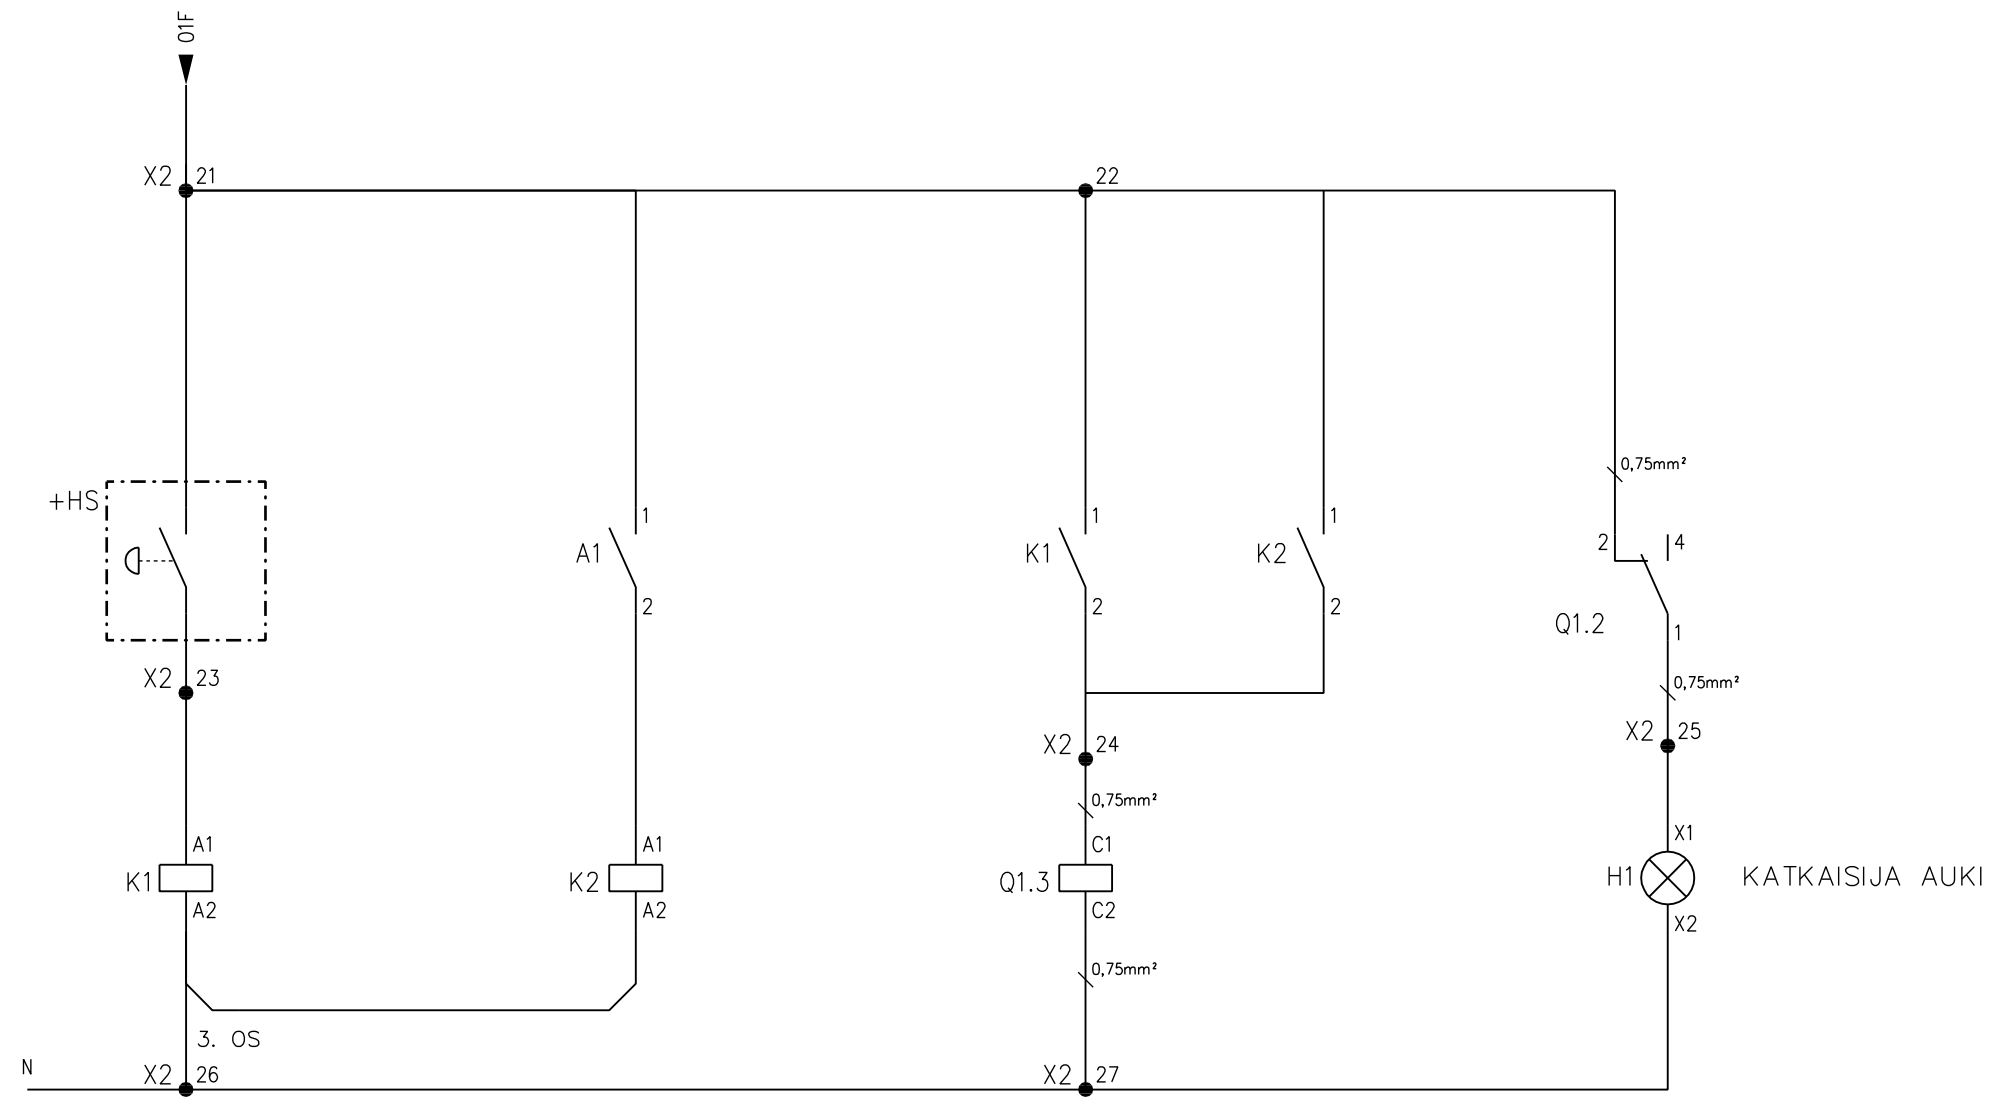 01F
X2 21
22
+HS
0,75mm²
1
1
1
2 4
A1
K1
K2
2
2
2
Q1.2
1
X2 23
0,75mm²
X2 25
X2 24
0,75mm²
X1
A1
A1
C1
K1
K2
Q1.3
H1 KATKAISIJA AUKI
A2
A2
C2
X2
0,75mm²
3. OS
N
X2 26
X2 27